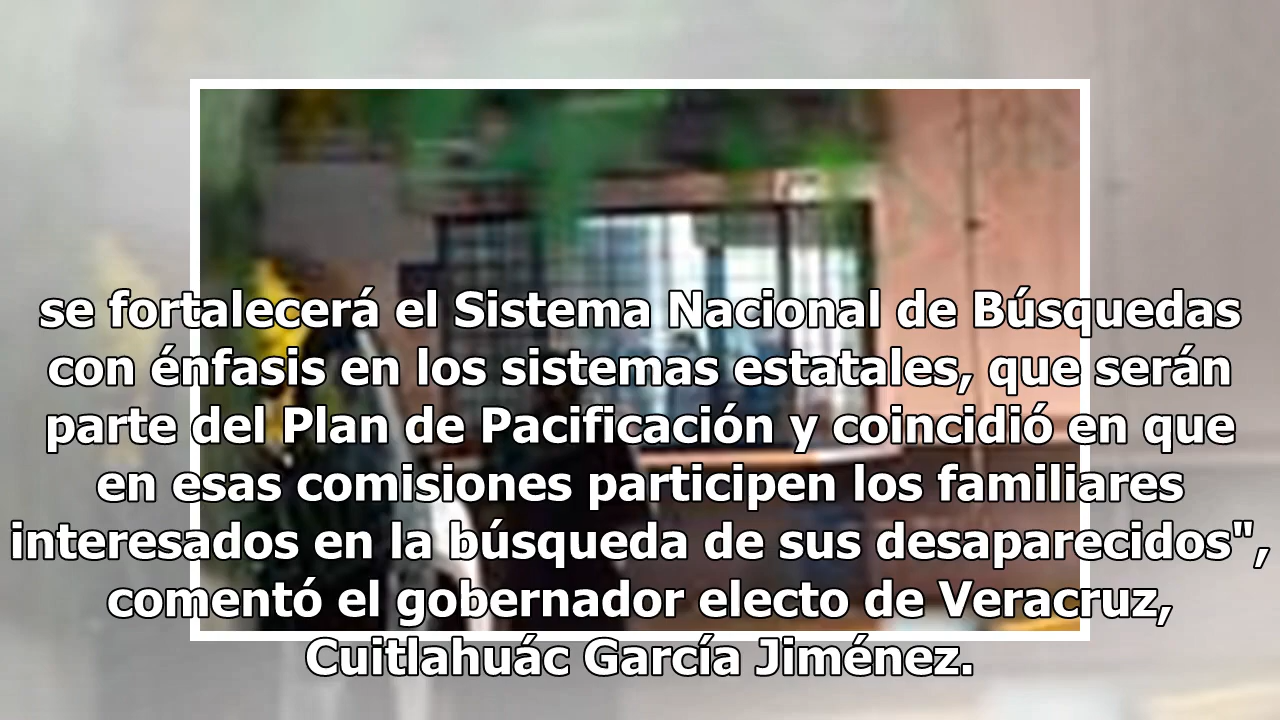 se fortalecerá el Sistema Nacional de Búsquedas
con énfasis en los sistemas estatales, que serán
parte del Plan de Pacificación y coincidió en que
en esas comisiones participen los familiares
interesados en la búsqueda de sus desaparecidos",
comentó el gobernador electo de Veracruz,
Cuitlahuác García Jiménez.